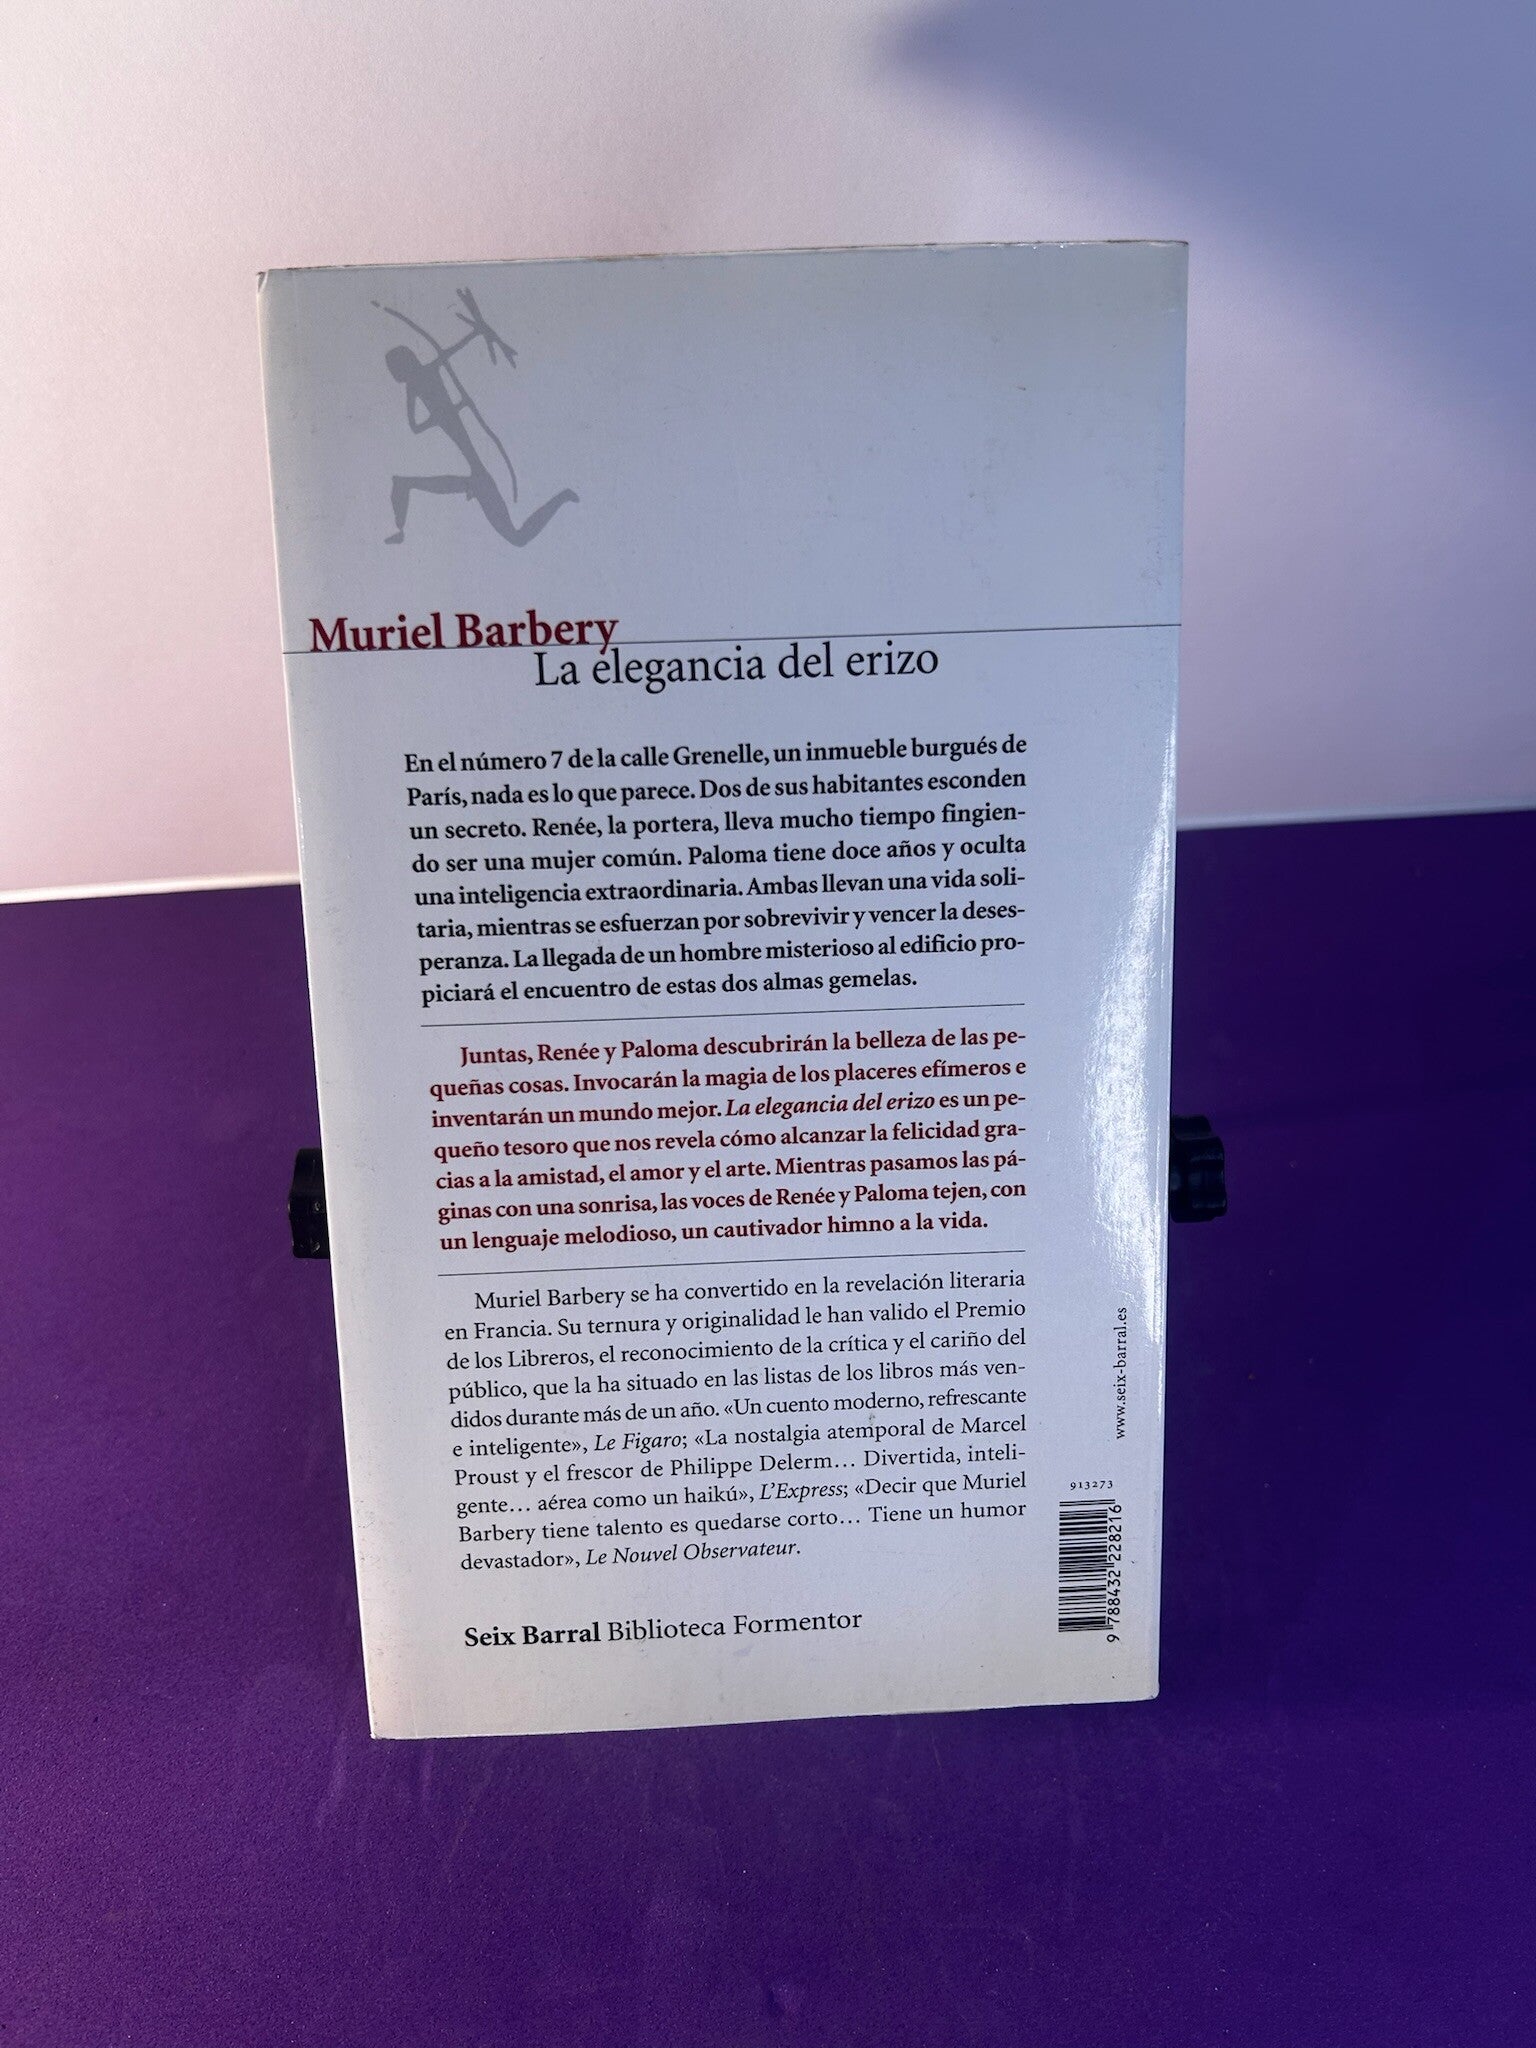 Muriel Barbery
La elegancia del erizo
En el número 7 de la calle Grenelle, un inmueble burgués de
París, nada es lo que parece. Dos de sus habitantes esconden
un secreto. Renée, la portera, lleva mucho tiempo fingien-
do ser una mujer común. Paloma tiene doce años y oculta
una inteligencia extraordinaria. Ambas llevan una vida soli-
taria, mientras se esfuerzan por sobrevivir y vencer la deses-
peranza. La llegada de un hombre misterioso al edificio pro-
piciará el encuentro de estas dos almas gemelas.
Juntas, Renée y Paloma descubrirán la belleza de las pe-
queñas cosas. Invocarán la magia de los placeres efímeros e
inventarán un mundo mejor. La elegancia del erizo es un pe-
queño tesoro que nos revela cómo alcanzar la felicidad gra-
cias a la amistad, el amor y el arte. Mientras pasamos las pá-
ginas con una sonrisa, las voces de Renée y Paloma tejen, con
un lenguaje melodioso, un cautivador himno a la vida.
Muriel Barbery se ha convertido en la revelación literaria
en Francia. Su ternura y originalidad le han valido el Premio
de los Libreros, el reconocimiento de la crítica y el cariño del
público, que la ha situado en las listas de los libros más ven-
didos durante más de un año. «Un cuento moderno, refrescante
e inteligente», Le Figaro; «La nostalgia atemporal de Marcel
Proust y el frescor de Philippe Delerm... Divertida, inteli-
gente... aérea como un haikú», L'Express; «Decir que Muriel
Barbery tiene talento es quedarse corto... Tiene un humor
devastador», Le Nouvel Observateur.
Seix Barral Biblioteca Formentor
www.seix-barral.es
913273
9 788432 228216